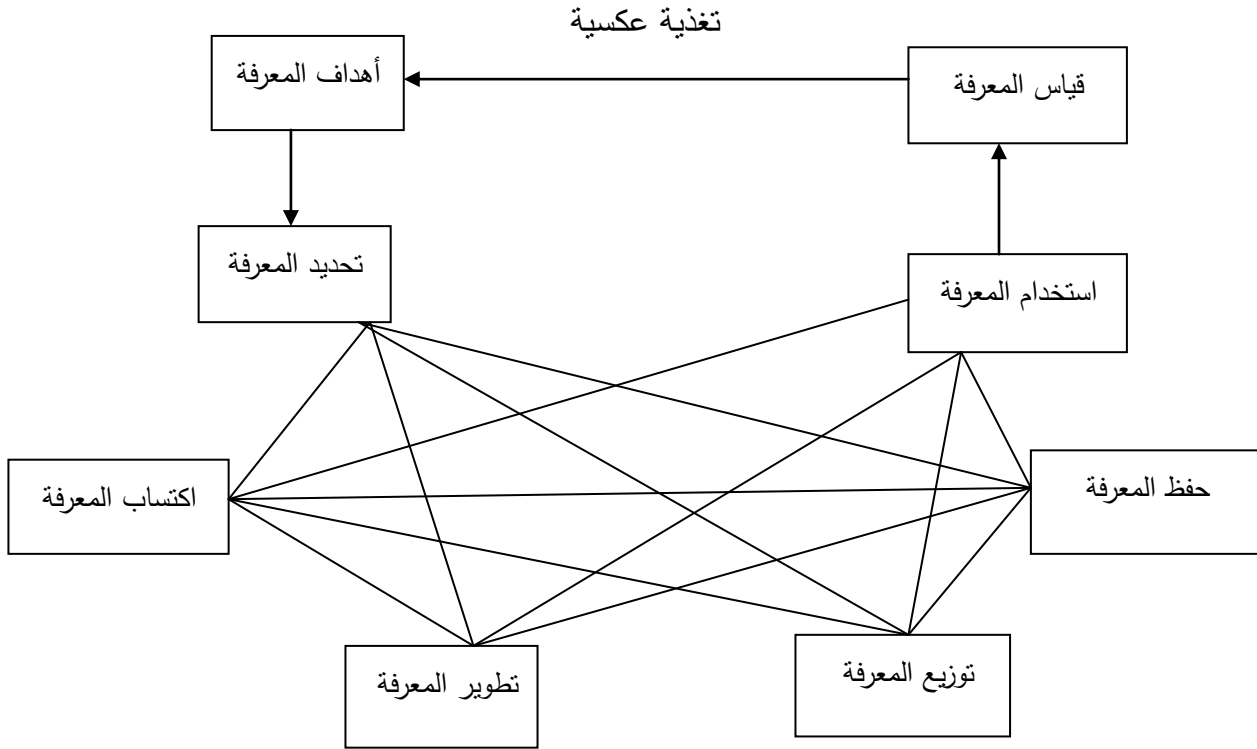 تغذية عكسية
أهداف المعرفة
قياس المعرفة
تحديد المعرفة
استخدام المعرفة
اكتساب المعرفة
حفظ المعرفة
تطوير المعرفة
توزيع المعرفة